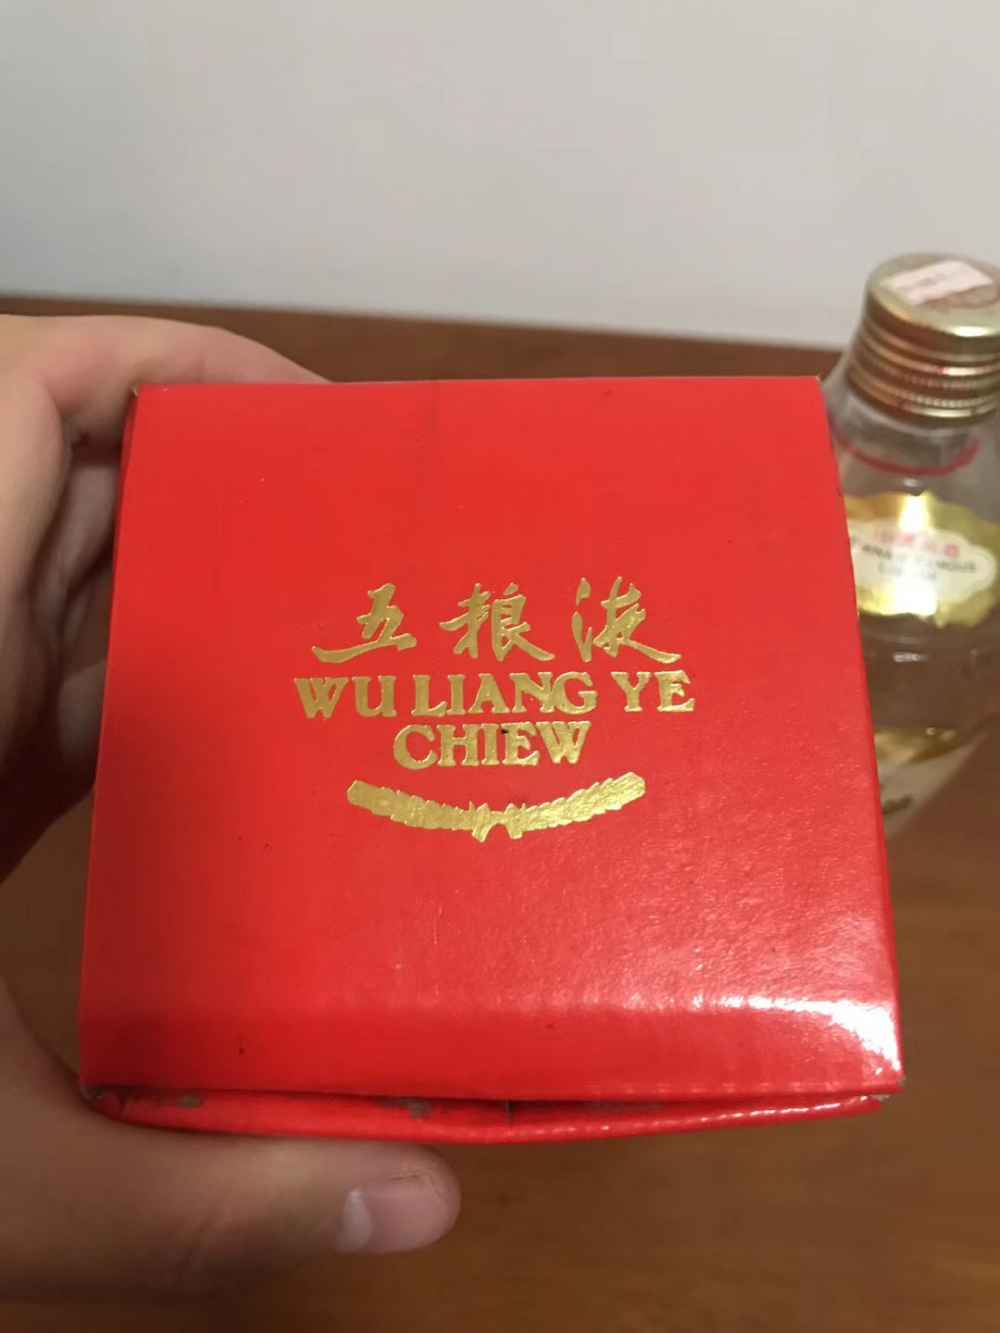 五粮液
WU LIANG YE
CHIEW